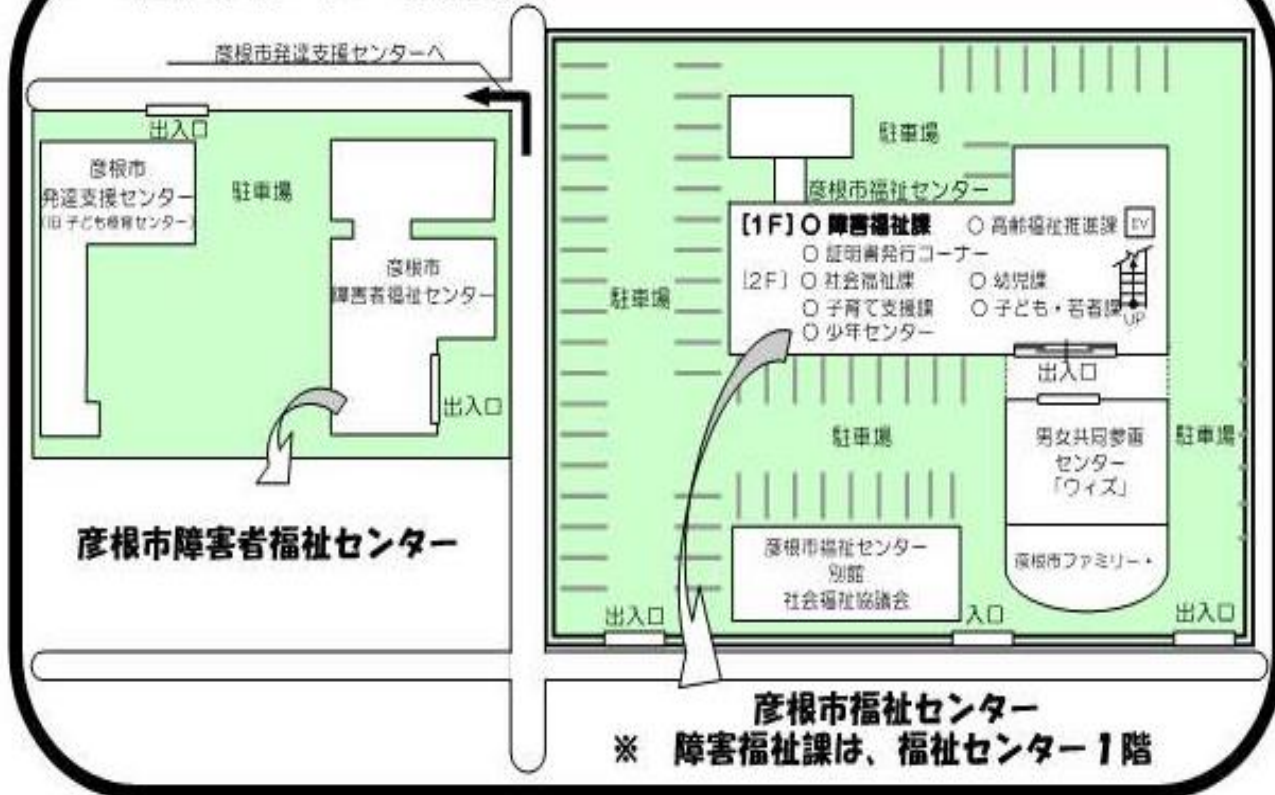 彦根市発達支援センターへ
出入口
彦根市
発達支援センター
(旧 子ども療育センター)
駐車場
彦根市
障害者福祉センター
出入口
彦根市障害者福祉センター
駐車場
彦根市福祉センター
[1F] ○ 障害福祉課 ○ 高齢福祉推進課 EV
○ 証明書発行コーナー
[2F] ○ 社会福祉課 ○ 幼児課
○ 子育て支援課 ○ 子ども・若者課
○ 少年センター
UP
駐車場
出入口
駐車場
男女共同参画
センター
「ウィズ」
駐車場
彦根市福祉センター
別館
社会福祉協議会
彦根市ファミリー・
出入口
入口
出入口
彦根市福祉センター
※ 障害福祉課は、福祉センター1階